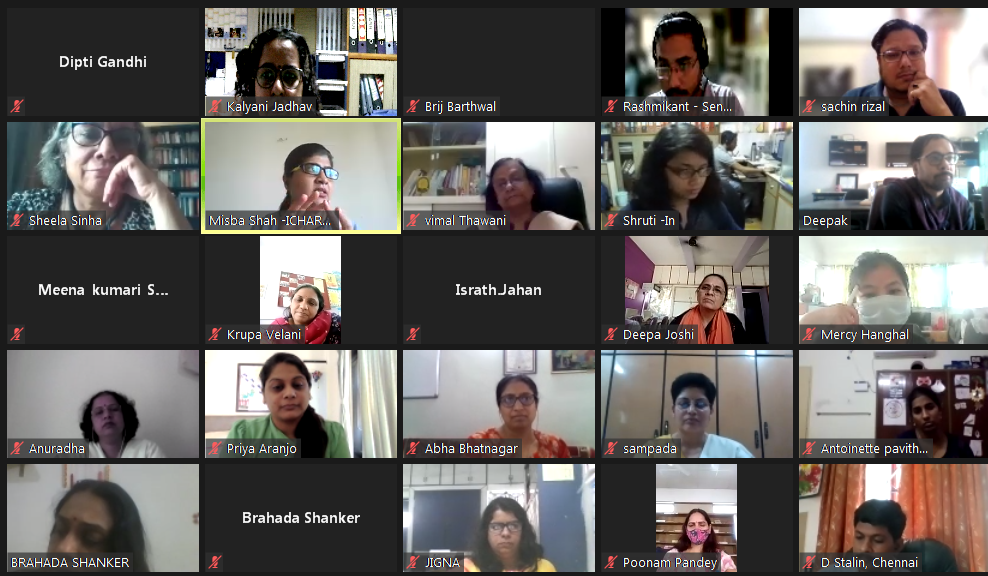 Dipti Gandhi
Kalyani Jadhav
Brij Barthwal
Rashmikant - Sen...
sachin rizal
Sheela Sinha
Misba Shah -ICHAR...
vimal Thawani
Shruti -In
Deepak
Meena kumari S...
Krupa Velani
Israth.Jahan
Deepa Joshi
Mercy Hanghal
Anuradha
Priya Aranjo
Abha Bhatnagar
sampada
Antoinette pavith...
BRAHADA SHANKER
Brahada Shanker
JIGNA
Poonam Pandey
D Stalin, Chennai